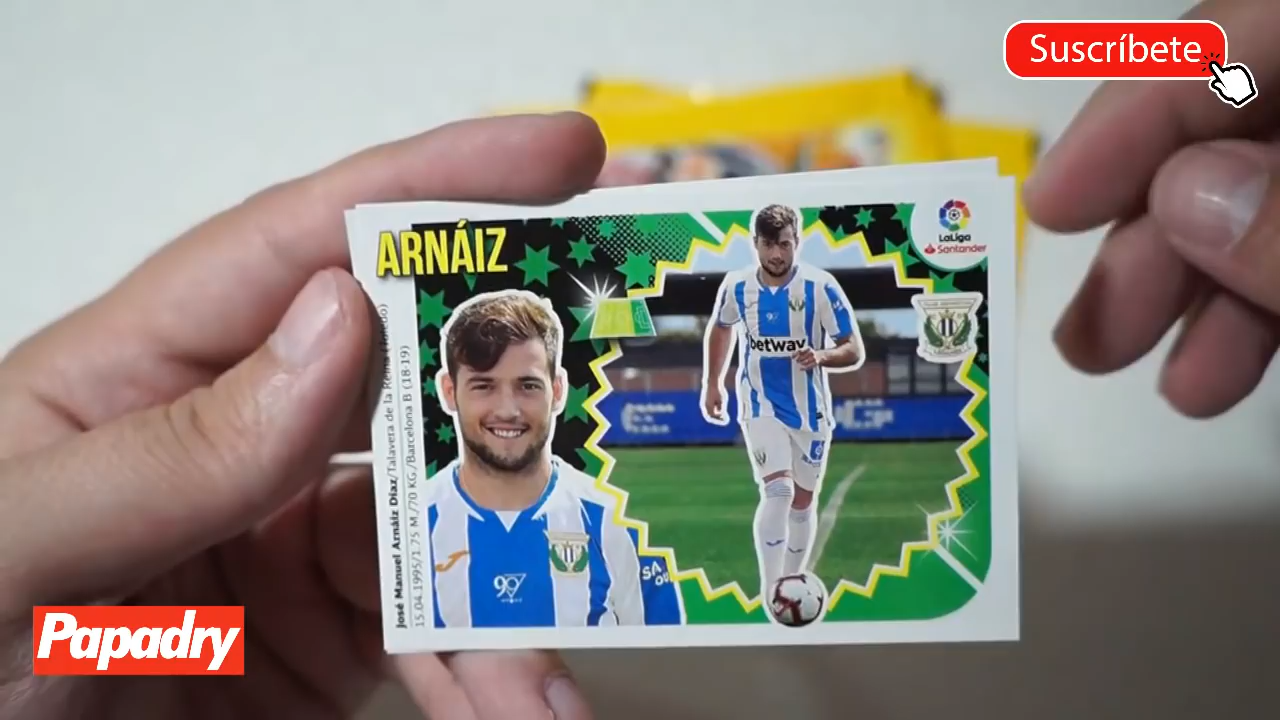 Suscríbete
ARNÁIZ
LaLiga
Santander
betway
José Manuel Arnáiz Díaz/Talavera de la Reina (Toledo)
15.04.1995/1.75 M./70 KG./Barcelona B (18-19)
90
Papadry